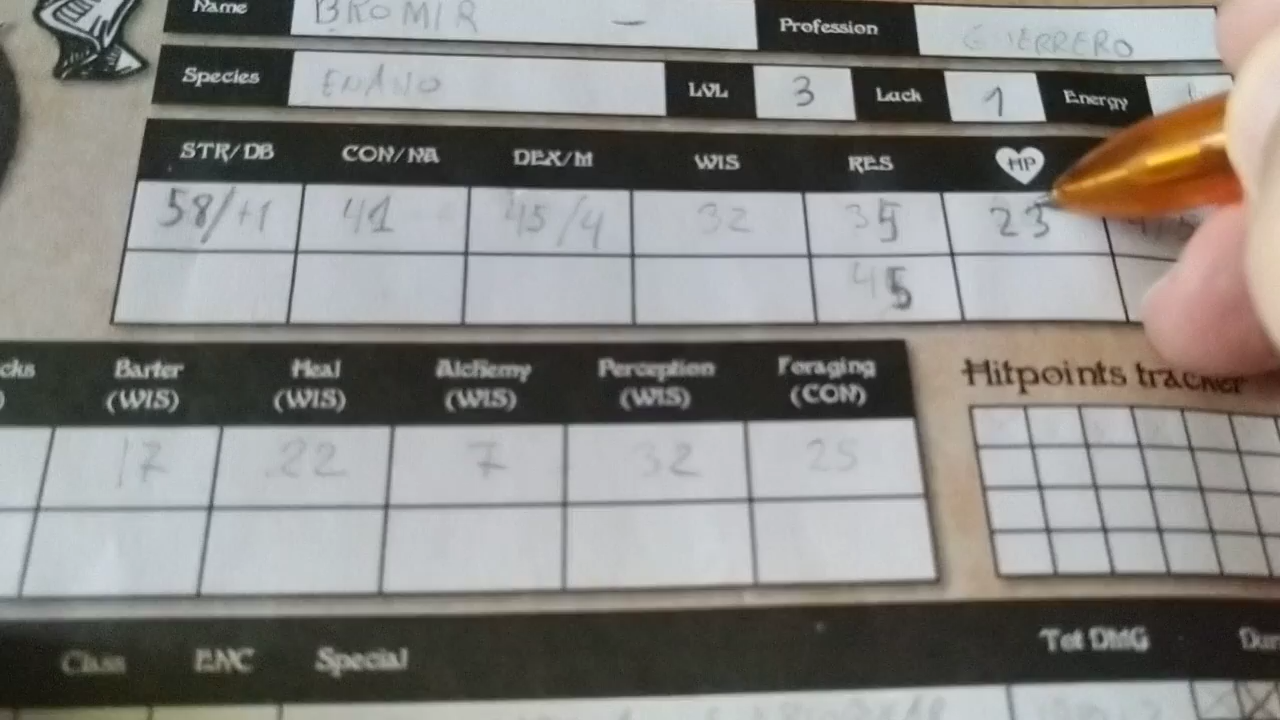 Name BROMIR — Profession GUERRERO
Species ENANO LVL 3 Luck 1 Energy
STR/DB CON/NA DEX/M WIS RES HP
58/+1 41 45/4 32 35 23
45
Barter Heal Alchemy Perception Foraging
(WIS) (WIS) (WIS) (WIS) (CON)
Hitpoints tracker
17 22 7 32 25
Class ENC Special Tot DMG